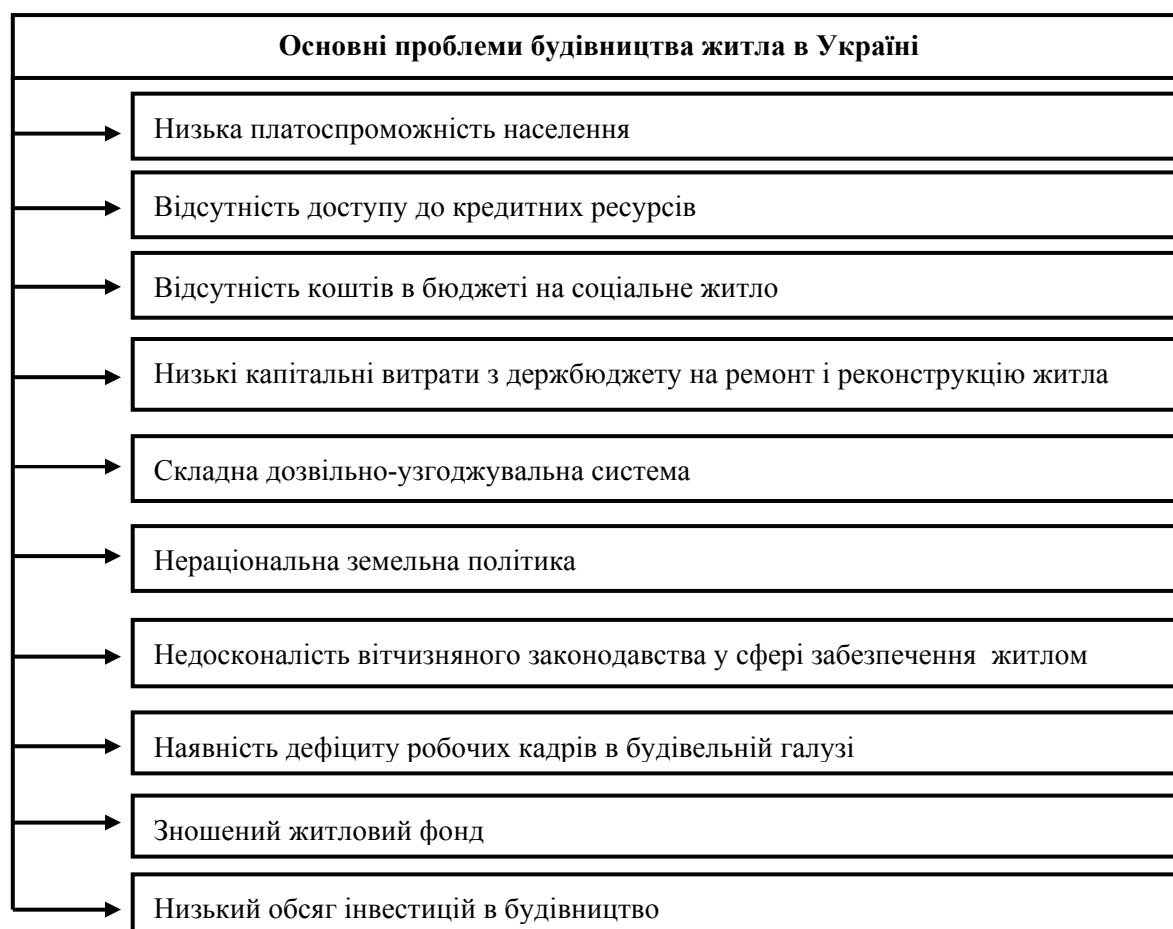 Основні проблеми будівництва житла в Україні
Низька платоспроможність населення
Відсутність доступу до кредитних ресурсів
Відсутність коштів в бюджеті на соціальне житло
Низькі капітальні витрати з держбюджету на ремонт і реконструкцію житла
Складна дозвільно-узгоджувальна система
Нераціональна земельна політика
Недосконалість вітчизняного законодавства у сфері забезпечення житлом
Наявність дефіциту робочих кадрів в будівельній галузі
Зношений житловий фонд
Низький обсяг інвестицій в будівництво